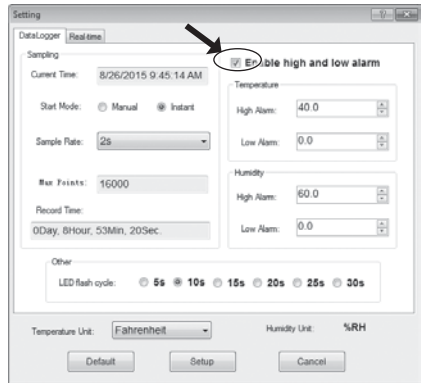 Setting
DataLogger Real-time
Sampling
Current Time: 8/26/2015 9:45:14 AM
Start Mode: Manual Instant
Sample Rate: 2s
Max Points: 16000
Record Time:
0Day, 8Hour, 53Min, 20Sec.
Enable high and low alarm
Temperature
High Alarm: 40.0
Low Alarm: 0.0
Humidity
High Alarm: 60.0
Low Alarm: 0.0
Other
LED flash cycle: 5s 10s 15s 20s 25s 30s
Temperature Unit: Fahrenheit Humidity Unit: %RH
Default Setup Cancel